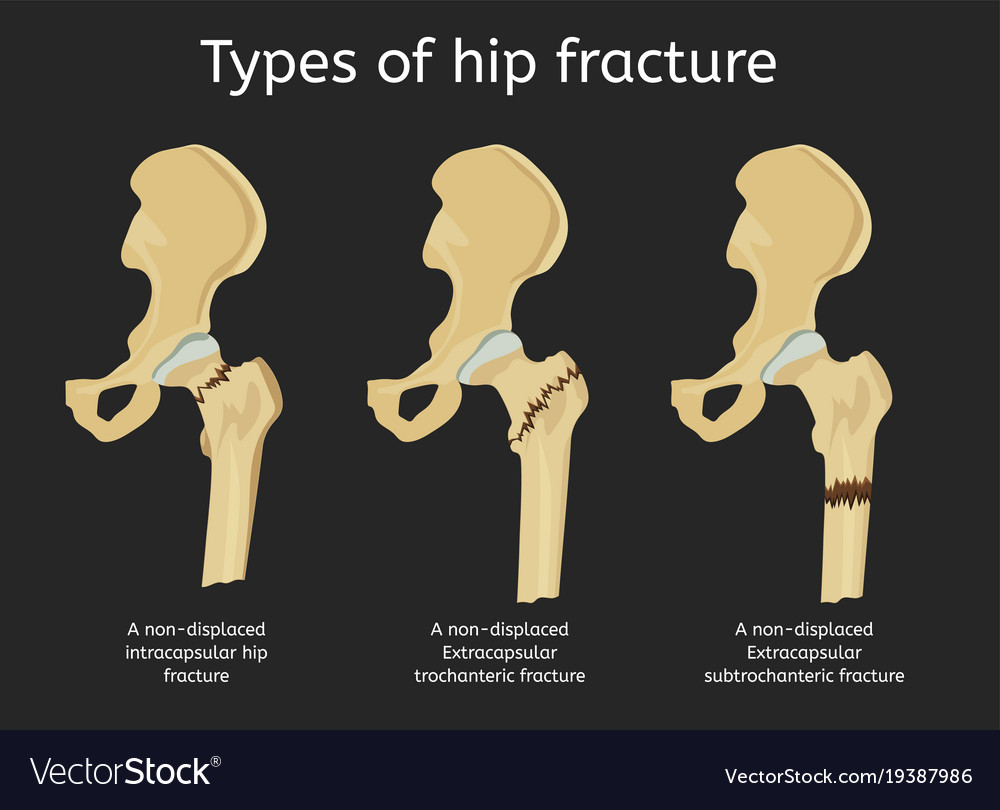 Types of hip fracture
A non-displaced
intracapsular hip
fracture
A non-displaced
Extracapsular
trochanteric fracture
A non-displaced
Extracapsular
subtrochanteric fracture
VectorStock®
VectorStock.com/19387986